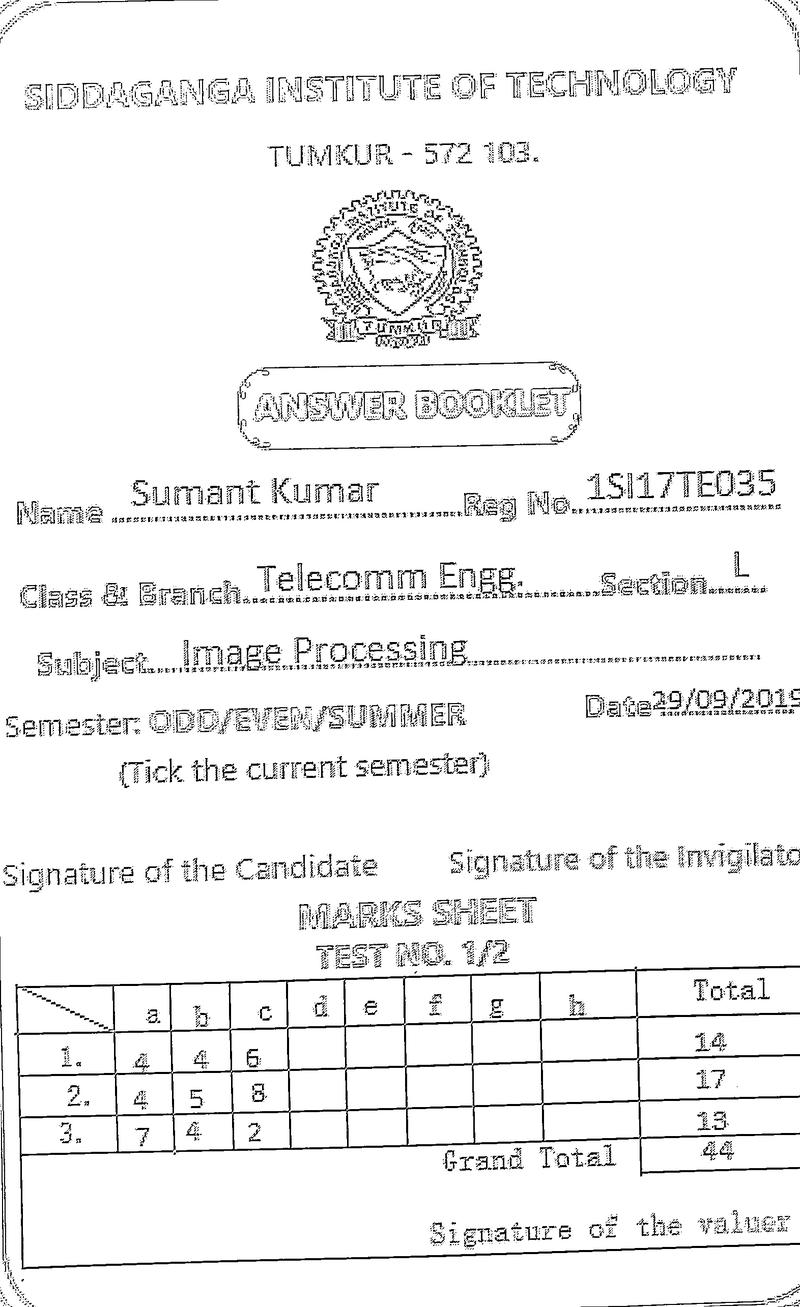 SIDDAGANGA INSTITUTE OF TECHNOLOGY
TUMKUR - 572 103.
TUMKUR
ANSWER BOOKLET
Name Sumant Kumar Reg No. 1SI17TE035
Class & Branch. Telecomm Engg. Section. L
Subject. Image Processing
Semester: ODD/EVEN/SUMMER Date 29/09/2019
(Tick the current semester)
Signature of the Candidate Signature of the Invigilato
MARKS SHEET
TEST NO. 1/2
a b c d e f g h Total
1. 4 4 6 14
2. 4 5 8 17
3. 7 4 2 13
Grand Total 44
Signature of the valuer